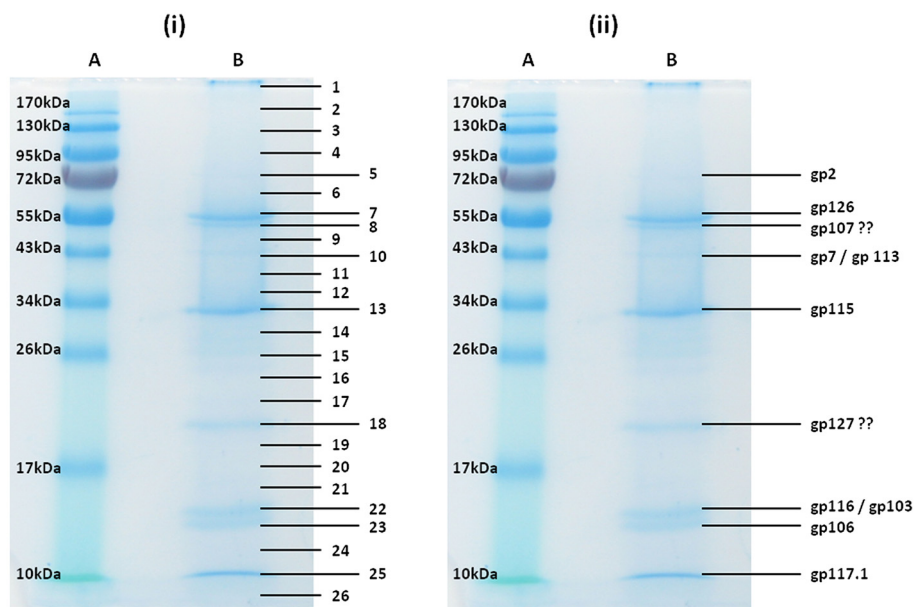 (i)
(ii)
A B
A B
170kDa
130kDa
95kDa
72kDa
55kDa
43kDa
34kDa
26kDa
17kDa
10kDa
1
2
3
4
5
6
7
8
9
10
11
12
13
14
15
16
17
18
19
20
21
22
23
24
25
26
170kDa
130kDa
95kDa
72kDa
55kDa
43kDa
34kDa
26kDa
17kDa
10kDa
gp2
gp126
gp107 ??
gp7 / gp 113
gp115
gp127 ??
gp116 / gp103
gp106
gp117.1